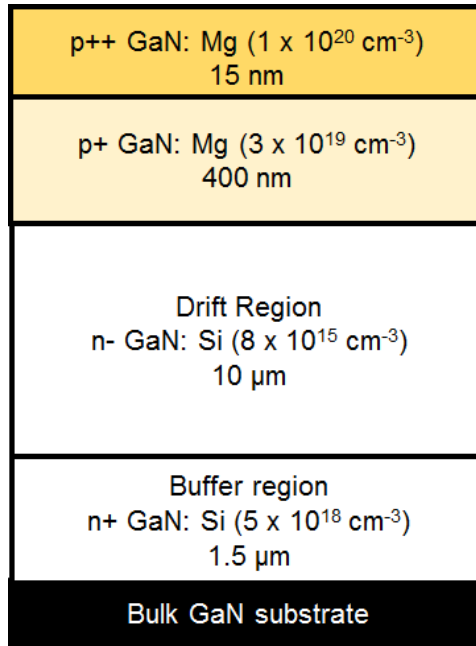 p++ GaN: Mg (1 x 10²⁰ cm⁻³)
15 nm
p+ GaN: Mg (3 x 10¹⁹ cm⁻³)
400 nm
Drift Region
n- GaN: Si (8 x 10¹⁵ cm⁻³)
10 µm
Buffer region
n+ GaN: Si (5 x 10¹⁸ cm⁻³)
1.5 µm
Bulk GaN substrate